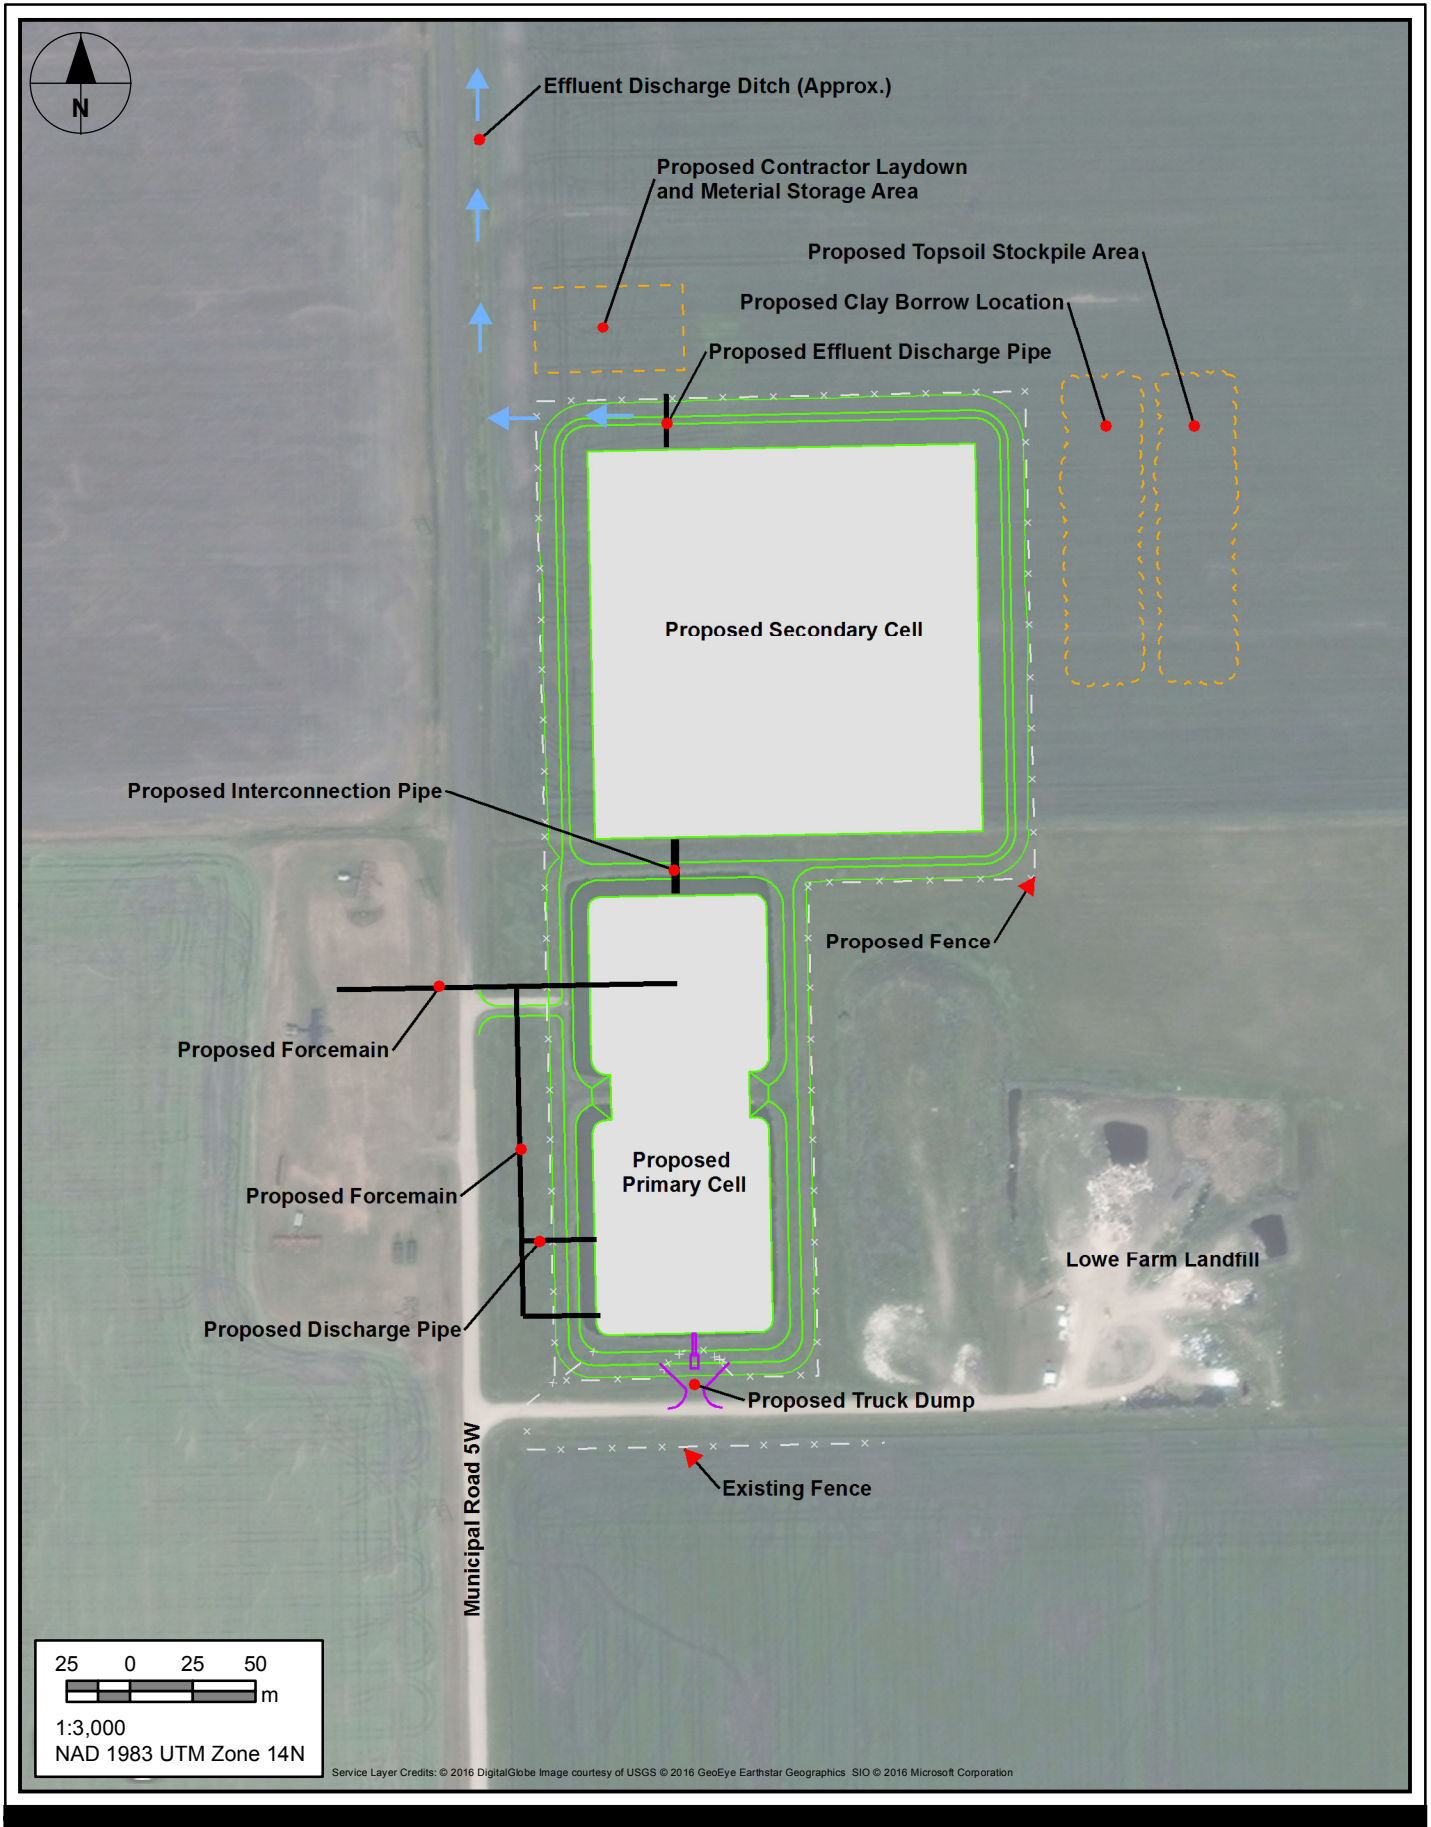 N
Effluent Discharge Ditch (Approx.)
Proposed Contractor Laydown
and Meterial Storage Area
Proposed Topsoil Stockpile Area
Proposed Clay Borrow Location
Proposed Effluent Discharge Pipe
Proposed Secondary Cell
Proposed Interconnection Pipe
Proposed Fence
Proposed Forcemain
Proposed
Primary Cell
Proposed Forcemain
Lowe Farm Landfill
Proposed Discharge Pipe
Proposed Truck Dump
Municipal Road 5W
Existing Fence
25 0 25 50
m
1:3,000
NAD 1983 UTM Zone 14N
Service Layer Credits: © 2016 DigitalGlobe Image courtesy of USGS © 2016 GeoEye Earthstar Geographics SIO © 2016 Microsoft Corporation